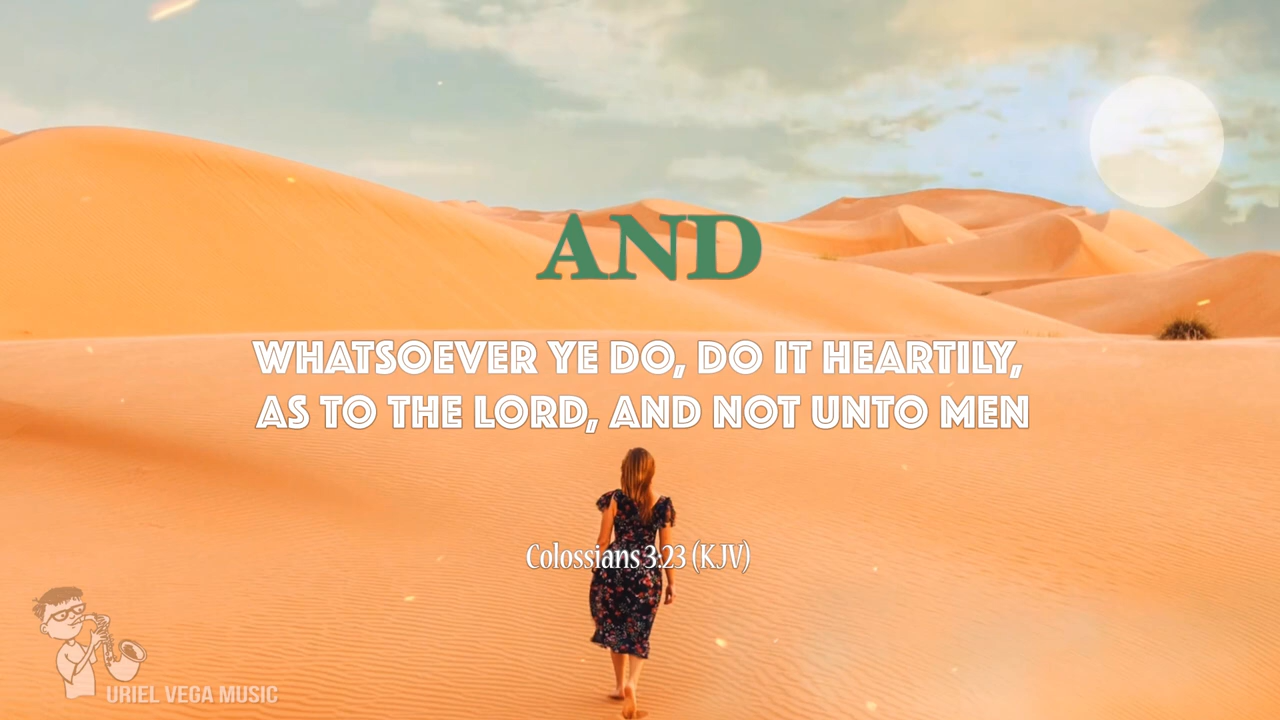 AND
WHATSOEVER YE DO, DO IT HEARTILY,
AS TO THE LORD, AND NOT UNTO MEN
Colossians 3:23 (KJV)
URIEL VEGA MUSIC